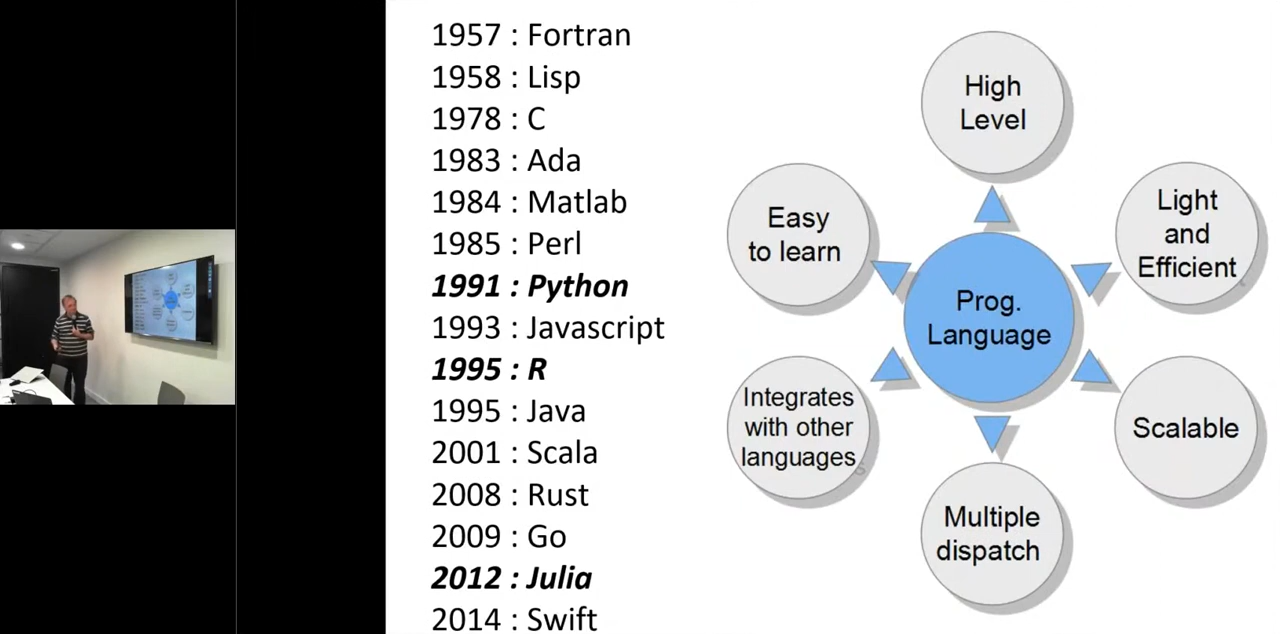 1957 : Fortran
1958 : Lisp
1978 : C
1983 : Ada
1984 : Matlab
1985 : Perl
1991 : Python
1993 : Javascript
1995 : R
1995 : Java
2001 : Scala
2008 : Rust
2009 : Go
2012 : Julia
2014 : Swift
High
Level
Light
and
Efficient
Scalable
Multiple
dispatch
Integrates
with other
languages
Easy
to learn
Prog.
Language